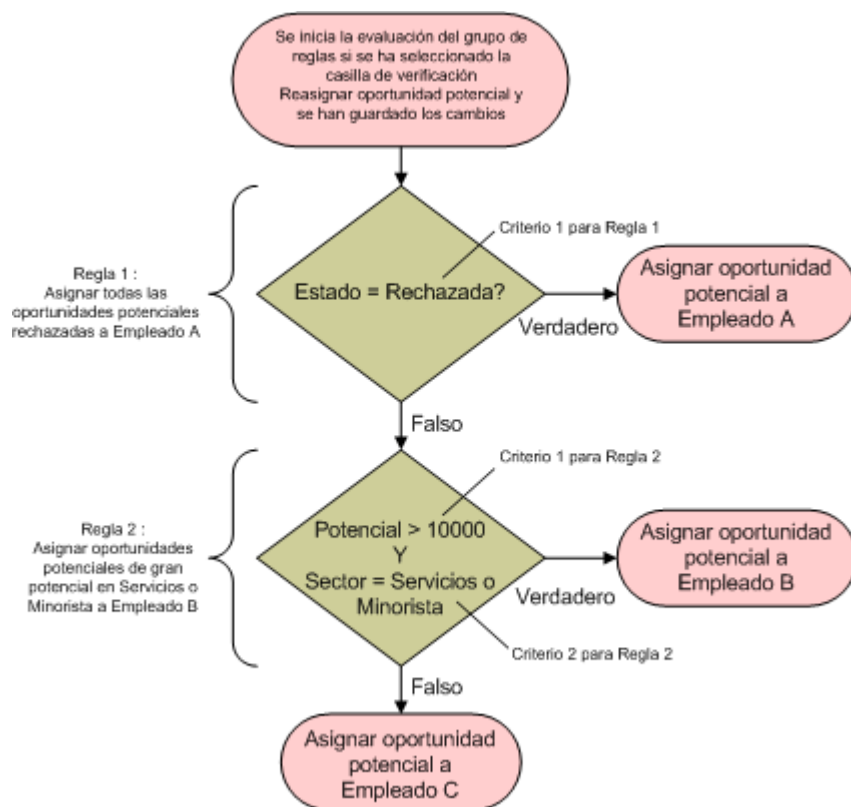 Se inicia la evaluación del grupo de
reglas si se ha seleccionado la
casilla de verificación
Reasignar oportunidad potencial y
se han guardado los cambios
Criterio 1 para Regla 1
Regla 1 :
Asignar todas las
oportunidades potenciales
rechazadas a Empleado A
Estado = Rechazada?
Asignar oportunidad
potencial a
Empleado A
Verdadero
Falso
Criterio 1 para Regla 2
Regla 2 :
Asignar oportunidades
potenciales de gran
potencial en Servicios o
Minorista a Empleado B
Potencial > 10000
Y
Sector = Servicios o
Minorista
Asignar oportunidad
potencial a
Empleado B
Verdadero
Criterio 2 para Regla 2
Falso
Asignar oportunidad
potencial a
Empleado C